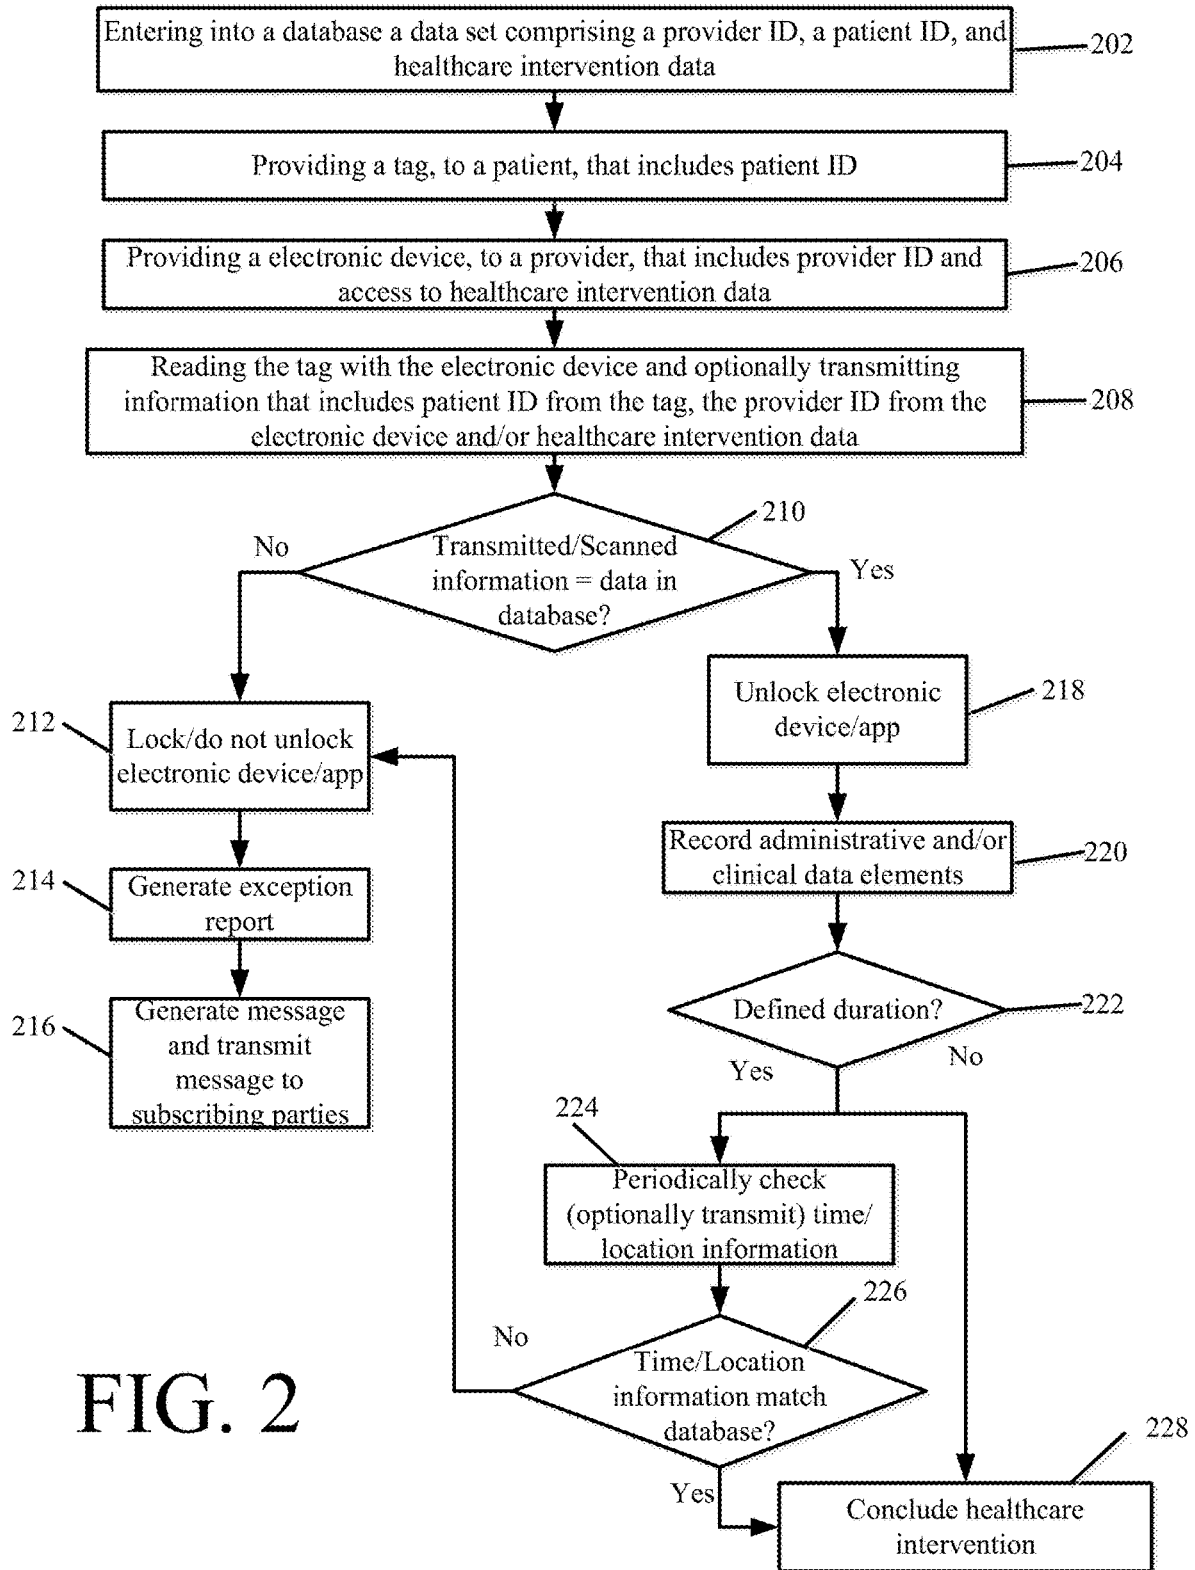 Entering into a database a data set comprising a provider ID, a patient ID, and
healthcare intervention data
202
Providing a tag, to a patient, that includes patient ID
204
Providing a electronic device, to a provider, that includes provider ID and
access to healthcare intervention data
206
Reading the tag with the electronic device and optionally transmitting
information that includes patient ID from the tag, the provider ID from the
electronic device and/or healthcare intervention data
208
210
No
Transmitted/Scanned
information = data in
database?
Yes
212
Lock/do not unlock
electronic device/app
Unlock electronic
device/app
218
214
Generate exception
report
Record administrative and/or
clinical data elements
220
216
Generate message
and transmit
message to
subscribing parties
Defined duration?
222
Yes
No
224
Periodically check
(optionally transmit) time/
location information
226
No
Time/Location
information match
database?
Yes
228
Conclude healthcare
intervention
FIG. 2